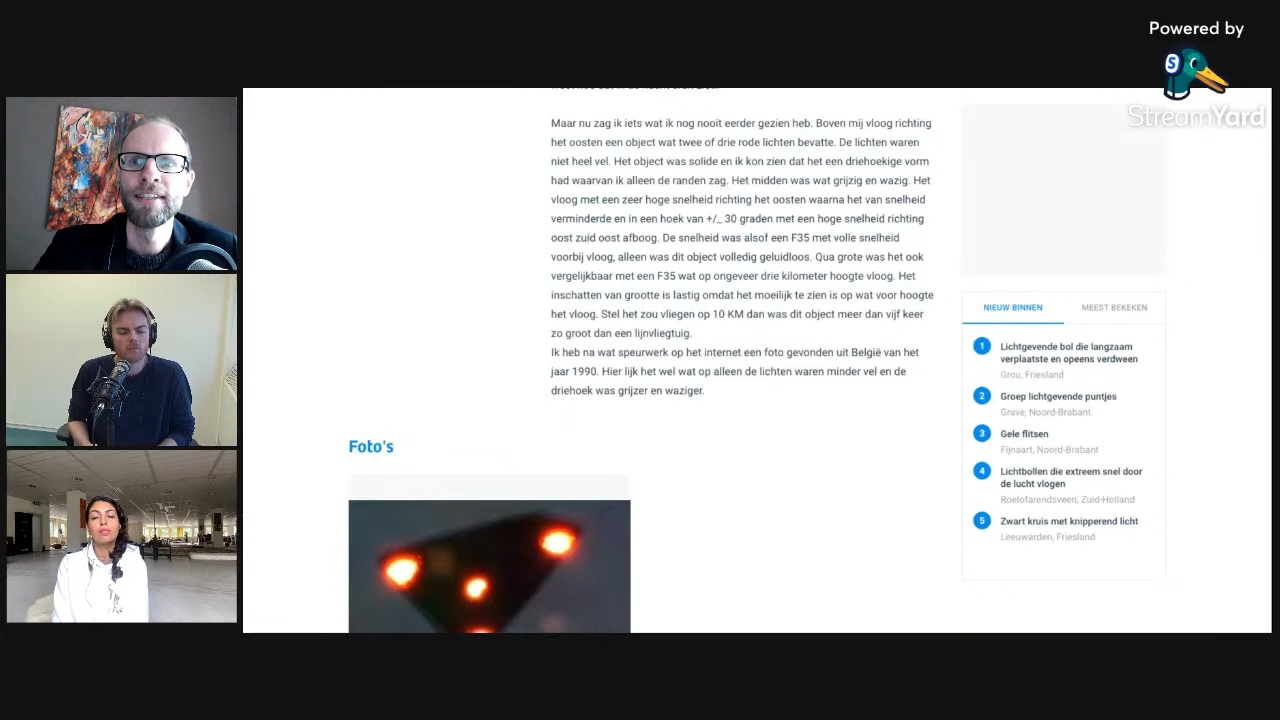 Powered by
StreamYard
Maar nu zag ik iets wat ik nog nooit eerder gezien heb. Boven mij vloog richting
het oosten een object wat twee of drie rode lichten bevatte. De lichten waren
niet heel vel. Het object was solide en ik kon zien dat het een driehoekige vorm
had waarvan ik alleen de randen zag. Het midden was wat grijzig en wazig. Het
vloog met een zeer hoge snelheid richting het oosten waarna het van snelheid
verminderde en in een hoek van +/_ 30 graden met een hoge snelheid richting
oost zuid oost afboog. De snelheid was alsof een F35 met volle snelheid
voorbij vloog, alleen was dit object volledig geluidloos. Qua grote was het ook
vergelijkbaar met een F35 wat op ongeveer drie kilometer hoogte vloog. Het
inschatten van grootte is lastig omdat het moeilijk te zien is op wat voor hoogte
het vloog. Stel het zou vliegen op 10 KM dan was dit object meer dan vijf keer
zo groot dan een lijnvliegtuig.
Ik heb na wat speurwerk op het internet een foto gevonden uit België van het
jaar 1990. Hier lijk het wel wat op alleen de lichten waren minder vel en de
driehoek was grijzer en waziger.
Foto's
NIEUW BINNEN
MEEST BEKEKEN
1
Lichtgevende bol die langzaam
verplaatste en opeens verdween
Grou, Friesland
2
Groep lichtgevende puntjes
Grave, Noord-Brabant
3
Gele flitsen
Fijnaart, Noord-Brabant
4
Lichtbollen die extreem snel door
de lucht vlogen
Roelofarendsveen, Zuid-Holland
5
Zwart kruis met knipperend licht
Leeuwarden, Friesland